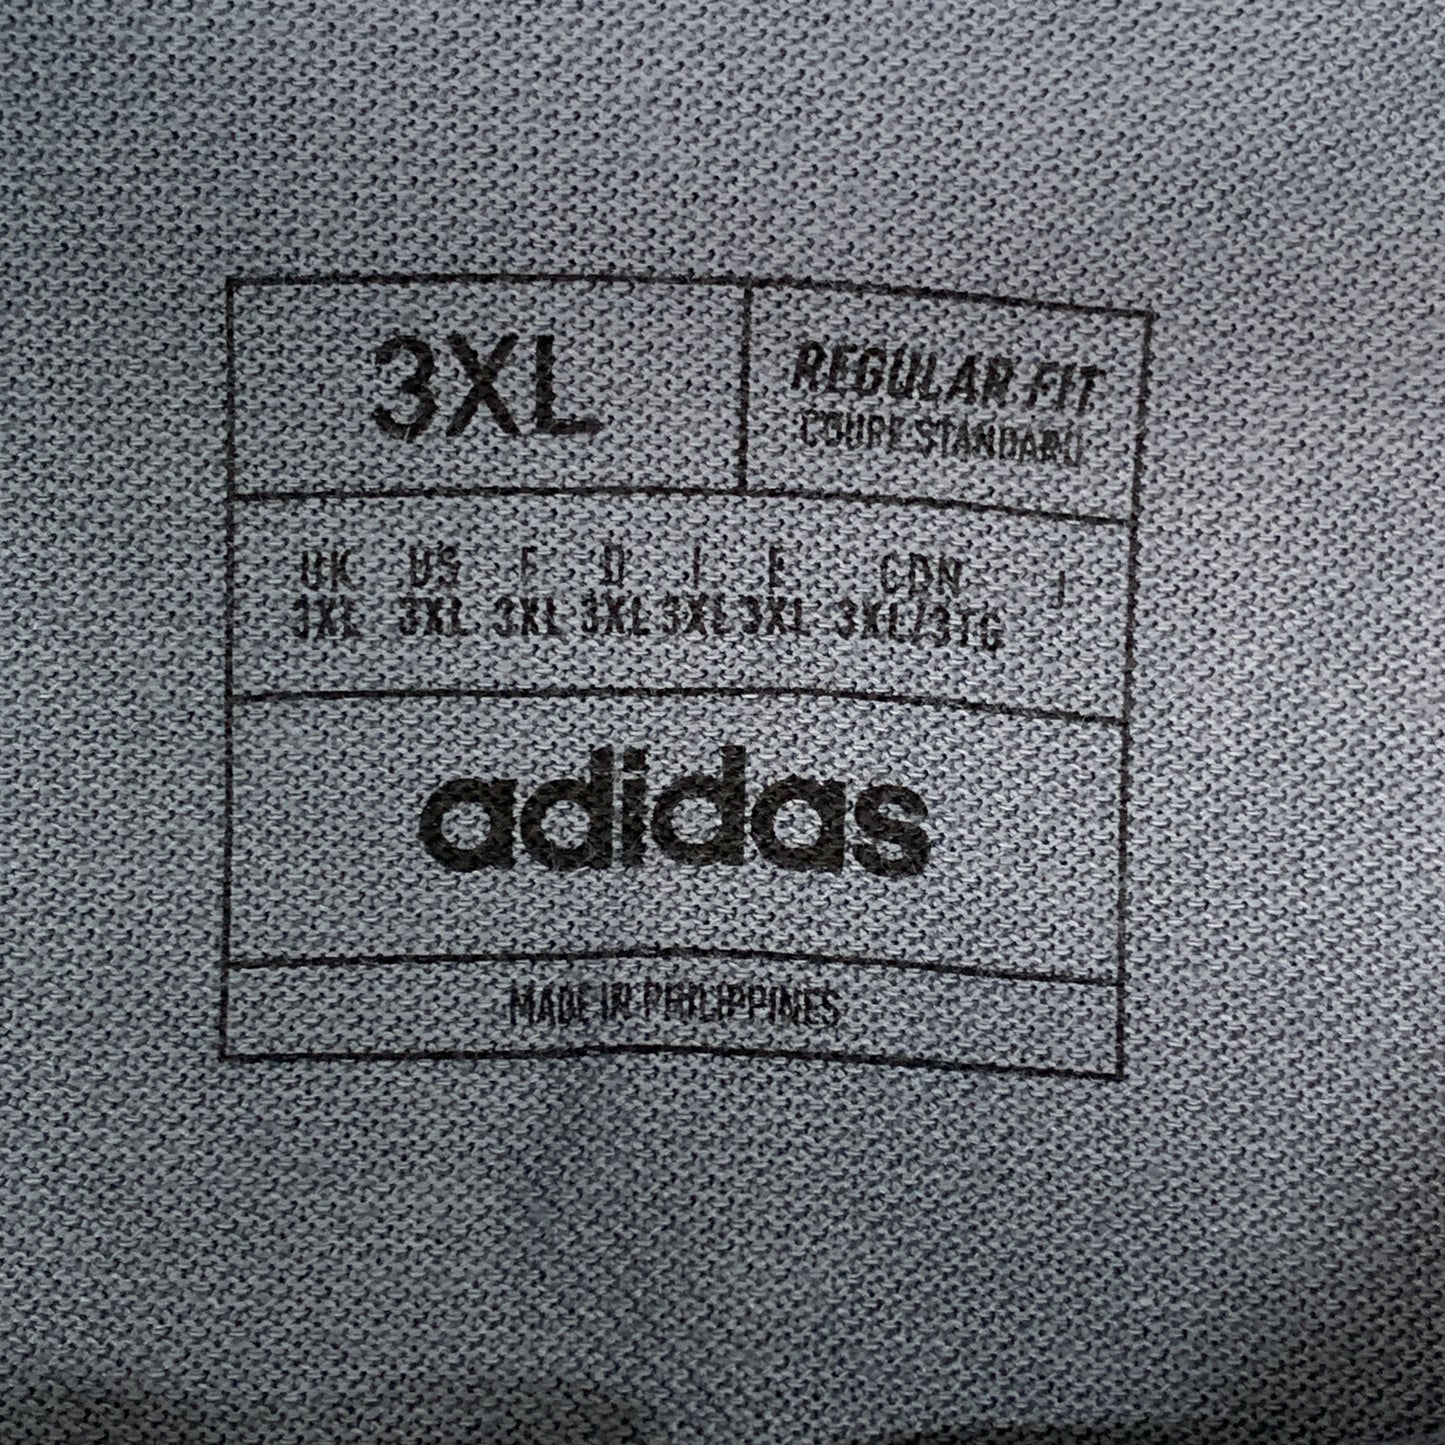 3XL
REGULAR FIT
COUPE STANDARD
UK US F D I E CDN J
3XL 3XL 3XL 3XL 3XL 3XL 3XL/3TG
adidas
MADE IN PHILIPPINES